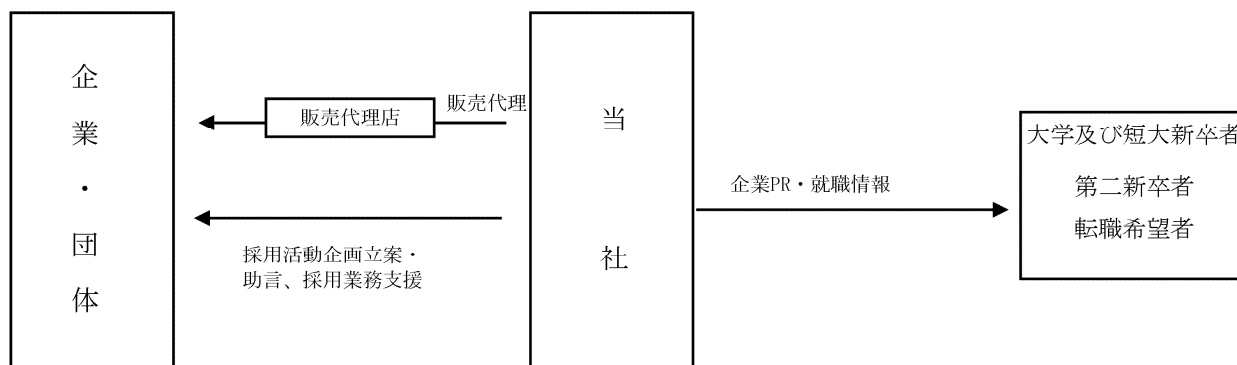 企業・団体
販売代理店
販売代理
採用活動企画立案・
助言、採用業務支援
当社
企業PR・就職情報
大学及び短大新卒者
第二新卒者
転職希望者